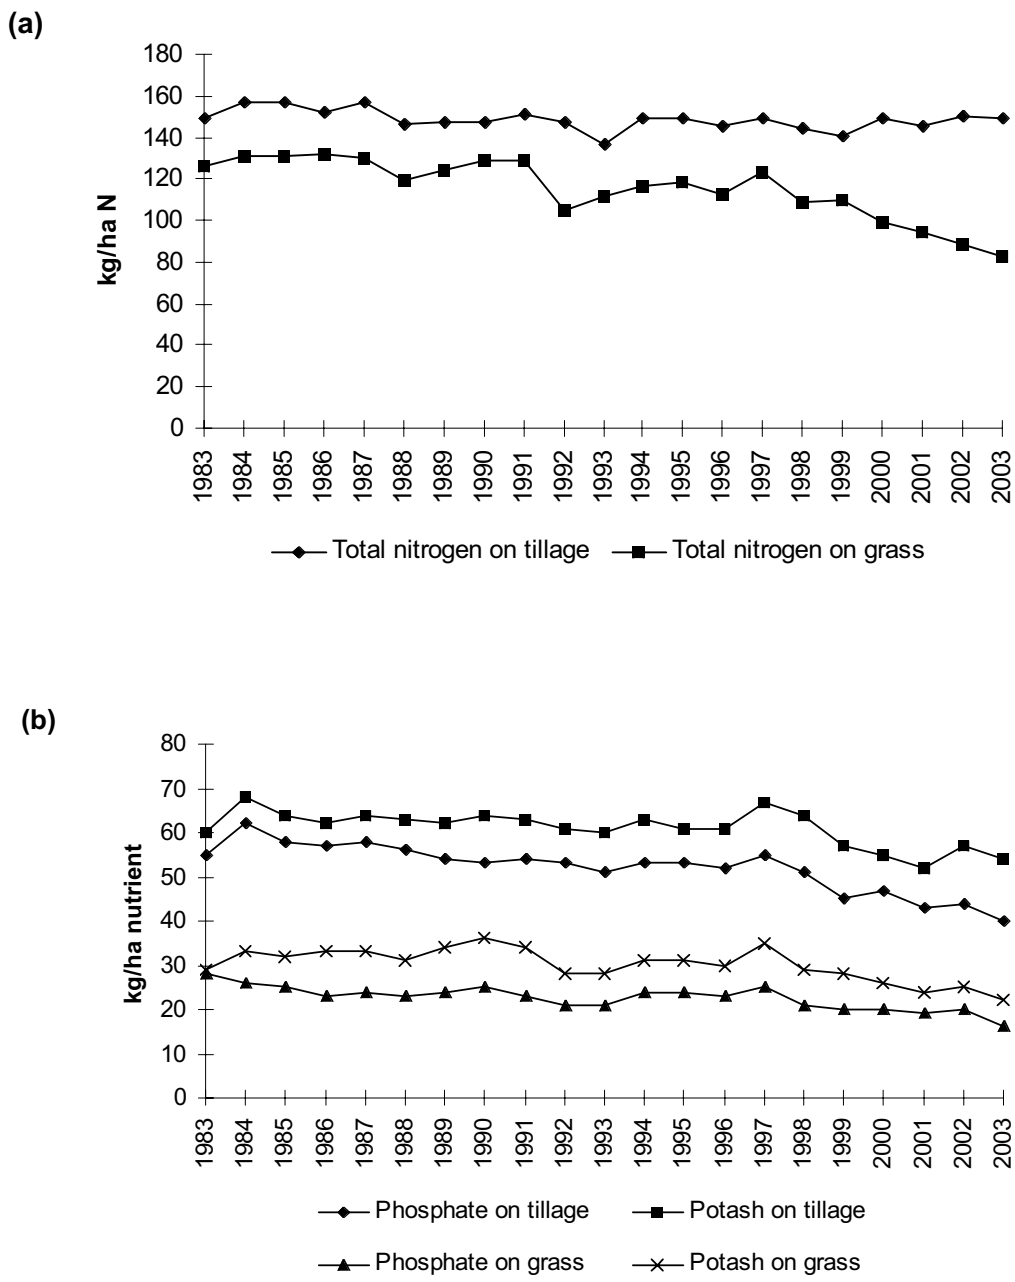 (a)
180
160
140
120
100
80
60
40
20
0
kg/ha N
1983 1984 1985 1986 1987 1988 1989 1990 1991 1992 1993 1994 1995 1996 1997 1998 1999 2000 2001 2002 2003
Total nitrogen on tillage Total nitrogen on grass
(b)
80
70
60
50
40
30
20
10
0
kg/ha nutrient
1983 1984 1985 1986 1987 1988 1989 1990 1991 1992 1993 1994 1995 1996 1997 1998 1999 2000 2001 2002 2003
Phosphate on tillage Potash on tillage
Phosphate on grass Potash on grass